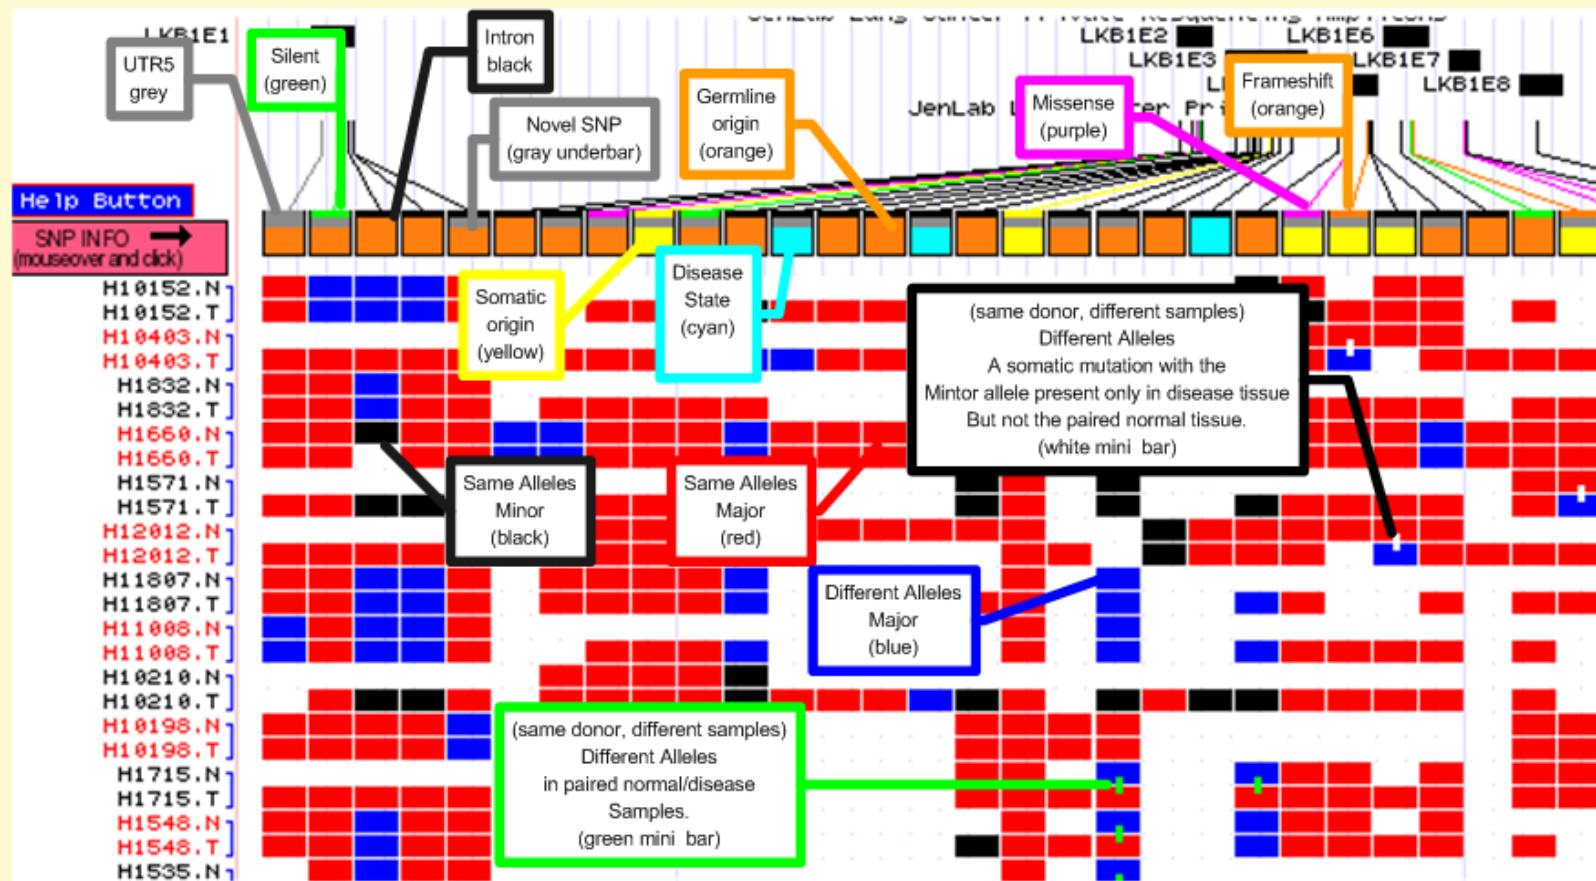 LKB1E1
LKB1E2
LKB1E6
LKB1E3
LKB1E7
LKB1E8
JenLab L
UTR5
grey
Silent
(green)
Intron
black
Novel SNP
(gray underbar)
Germline
origin
(orange)
Missense
(purple)
Frameshift
(orange)
Help Button
SNP INFO
(mouseover and click)
Somatic
origin
(yellow)
Disease
State
(cyan)
(same donor, different samples)
Different Alleles
A somatic mutation with the
Mintor allele present only in disease tissue
But not the paired normal tissue.
(white mini bar)
Same Alleles
Minor
(black)
Same Alleles
Major
(red)
Different Alleles
Major
(blue)
(same donor, different samples)
Different Alleles
in paired normal/disease
Samples.
(green mini bar)
H10152.N
H10152.T
H10403.N
H10403.T
H1832.N
H1832.T
H1660.N
H1660.T
H1571.N
H1571.T
H12012.N
H12012.T
H11807.N
H11807.T
H11008.N
H11008.T
H10210.N
H10210.T
H10198.N
H10198.T
H1715.N
H1715.T
H1548.N
H1548.T
H1535.N